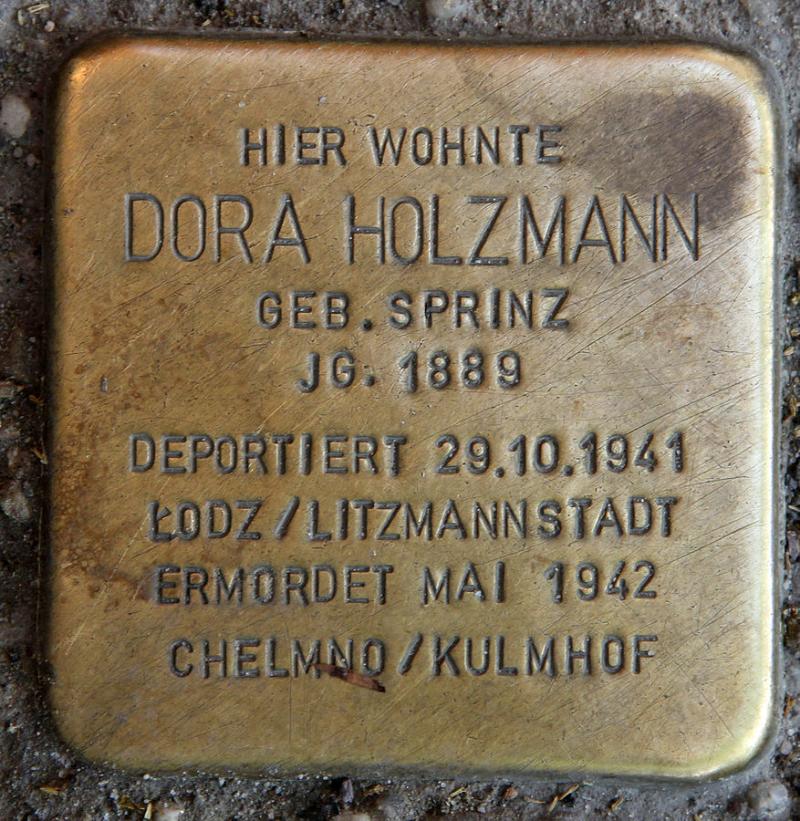 HIER WOHNTE
DORA HOLZMANN
GEB. SPRINZ
JG. 1889
DEPORTIERT 29.10.1941
ŁODZ/LITZMANNSTADT
ERMORDET MAI 1942
CHELMNO/KULMHOF